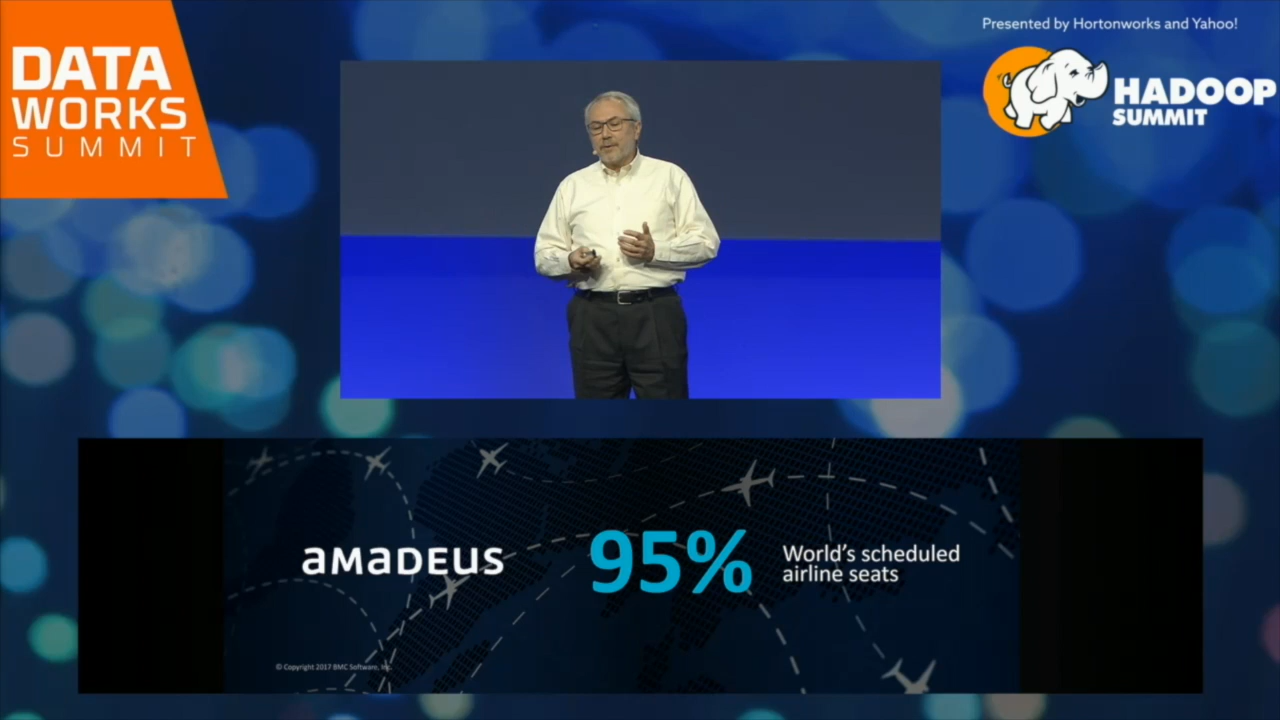 DATA
WORKS
SUMMIT
Presented by Hortonworks and Yahoo!
HADOOP
SUMMIT
aMaDEUS
95%
World's scheduled
airline seats
© Copyright 2017 BMC Software, Inc.